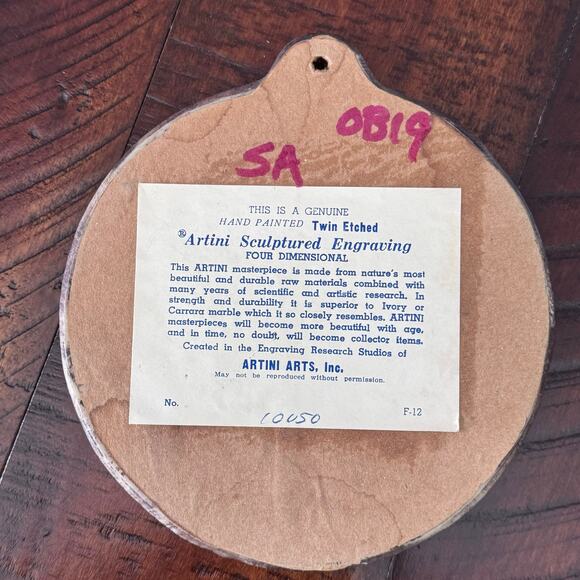 0819
SA
THIS IS A GENUINE
HAND PAINTED Twin Etched
®Artini Sculptured Engraving
FOUR DIMENSIONAL
This ARTINI masterpiece is made from nature's most
beautiful and durable raw materials combined with
many years of scientific and artistic research. In
strength and durability it is superior to Ivory or
Carrara marble which it so closely resembles. ARTINI
masterpieces will become more beautiful with age,
and in time, no doubt, will become collector items.
Created in the Engraving Research Studios of
ARTINI ARTS, Inc.
May not be reproduced without permission.
No.
F-12